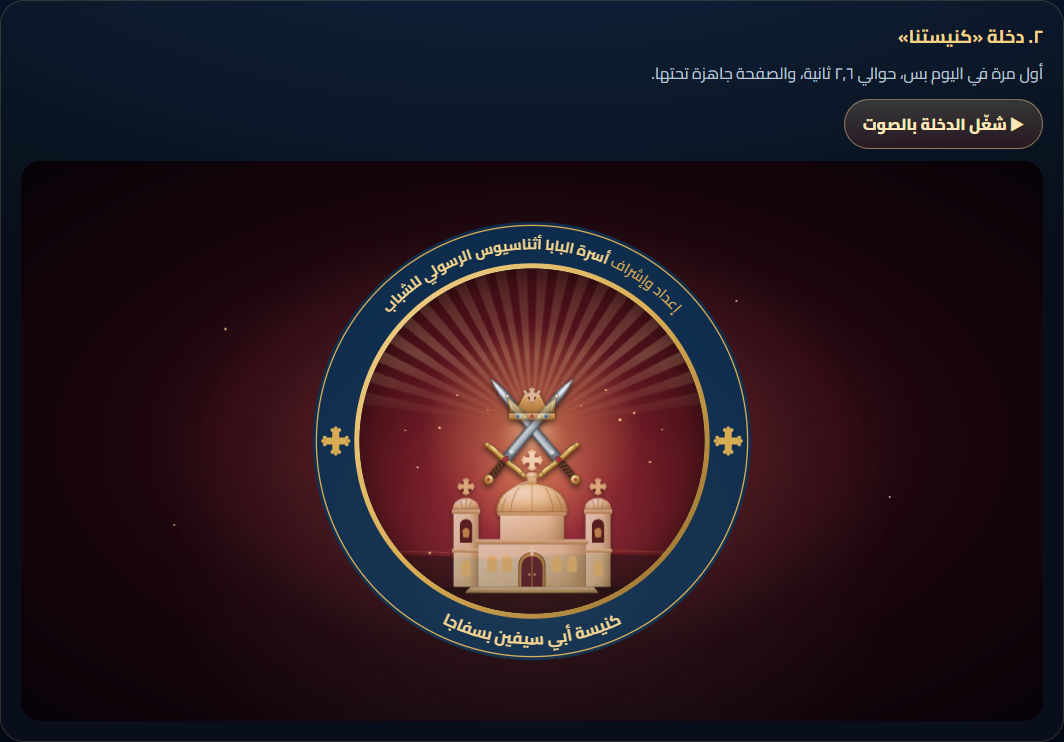 ٢. دخلة «كنيستنا»
أول مرة في اليوم بس، حوالي ٢,٦ ثانية، والصفحة جاهزة تحتها.
▶ شغّل الدخلة بالصوت
إعداد وإشراف أسرة البابا أثناسيوس الرسولي للشباب
كنيسة أبي سيفين بسفاجا